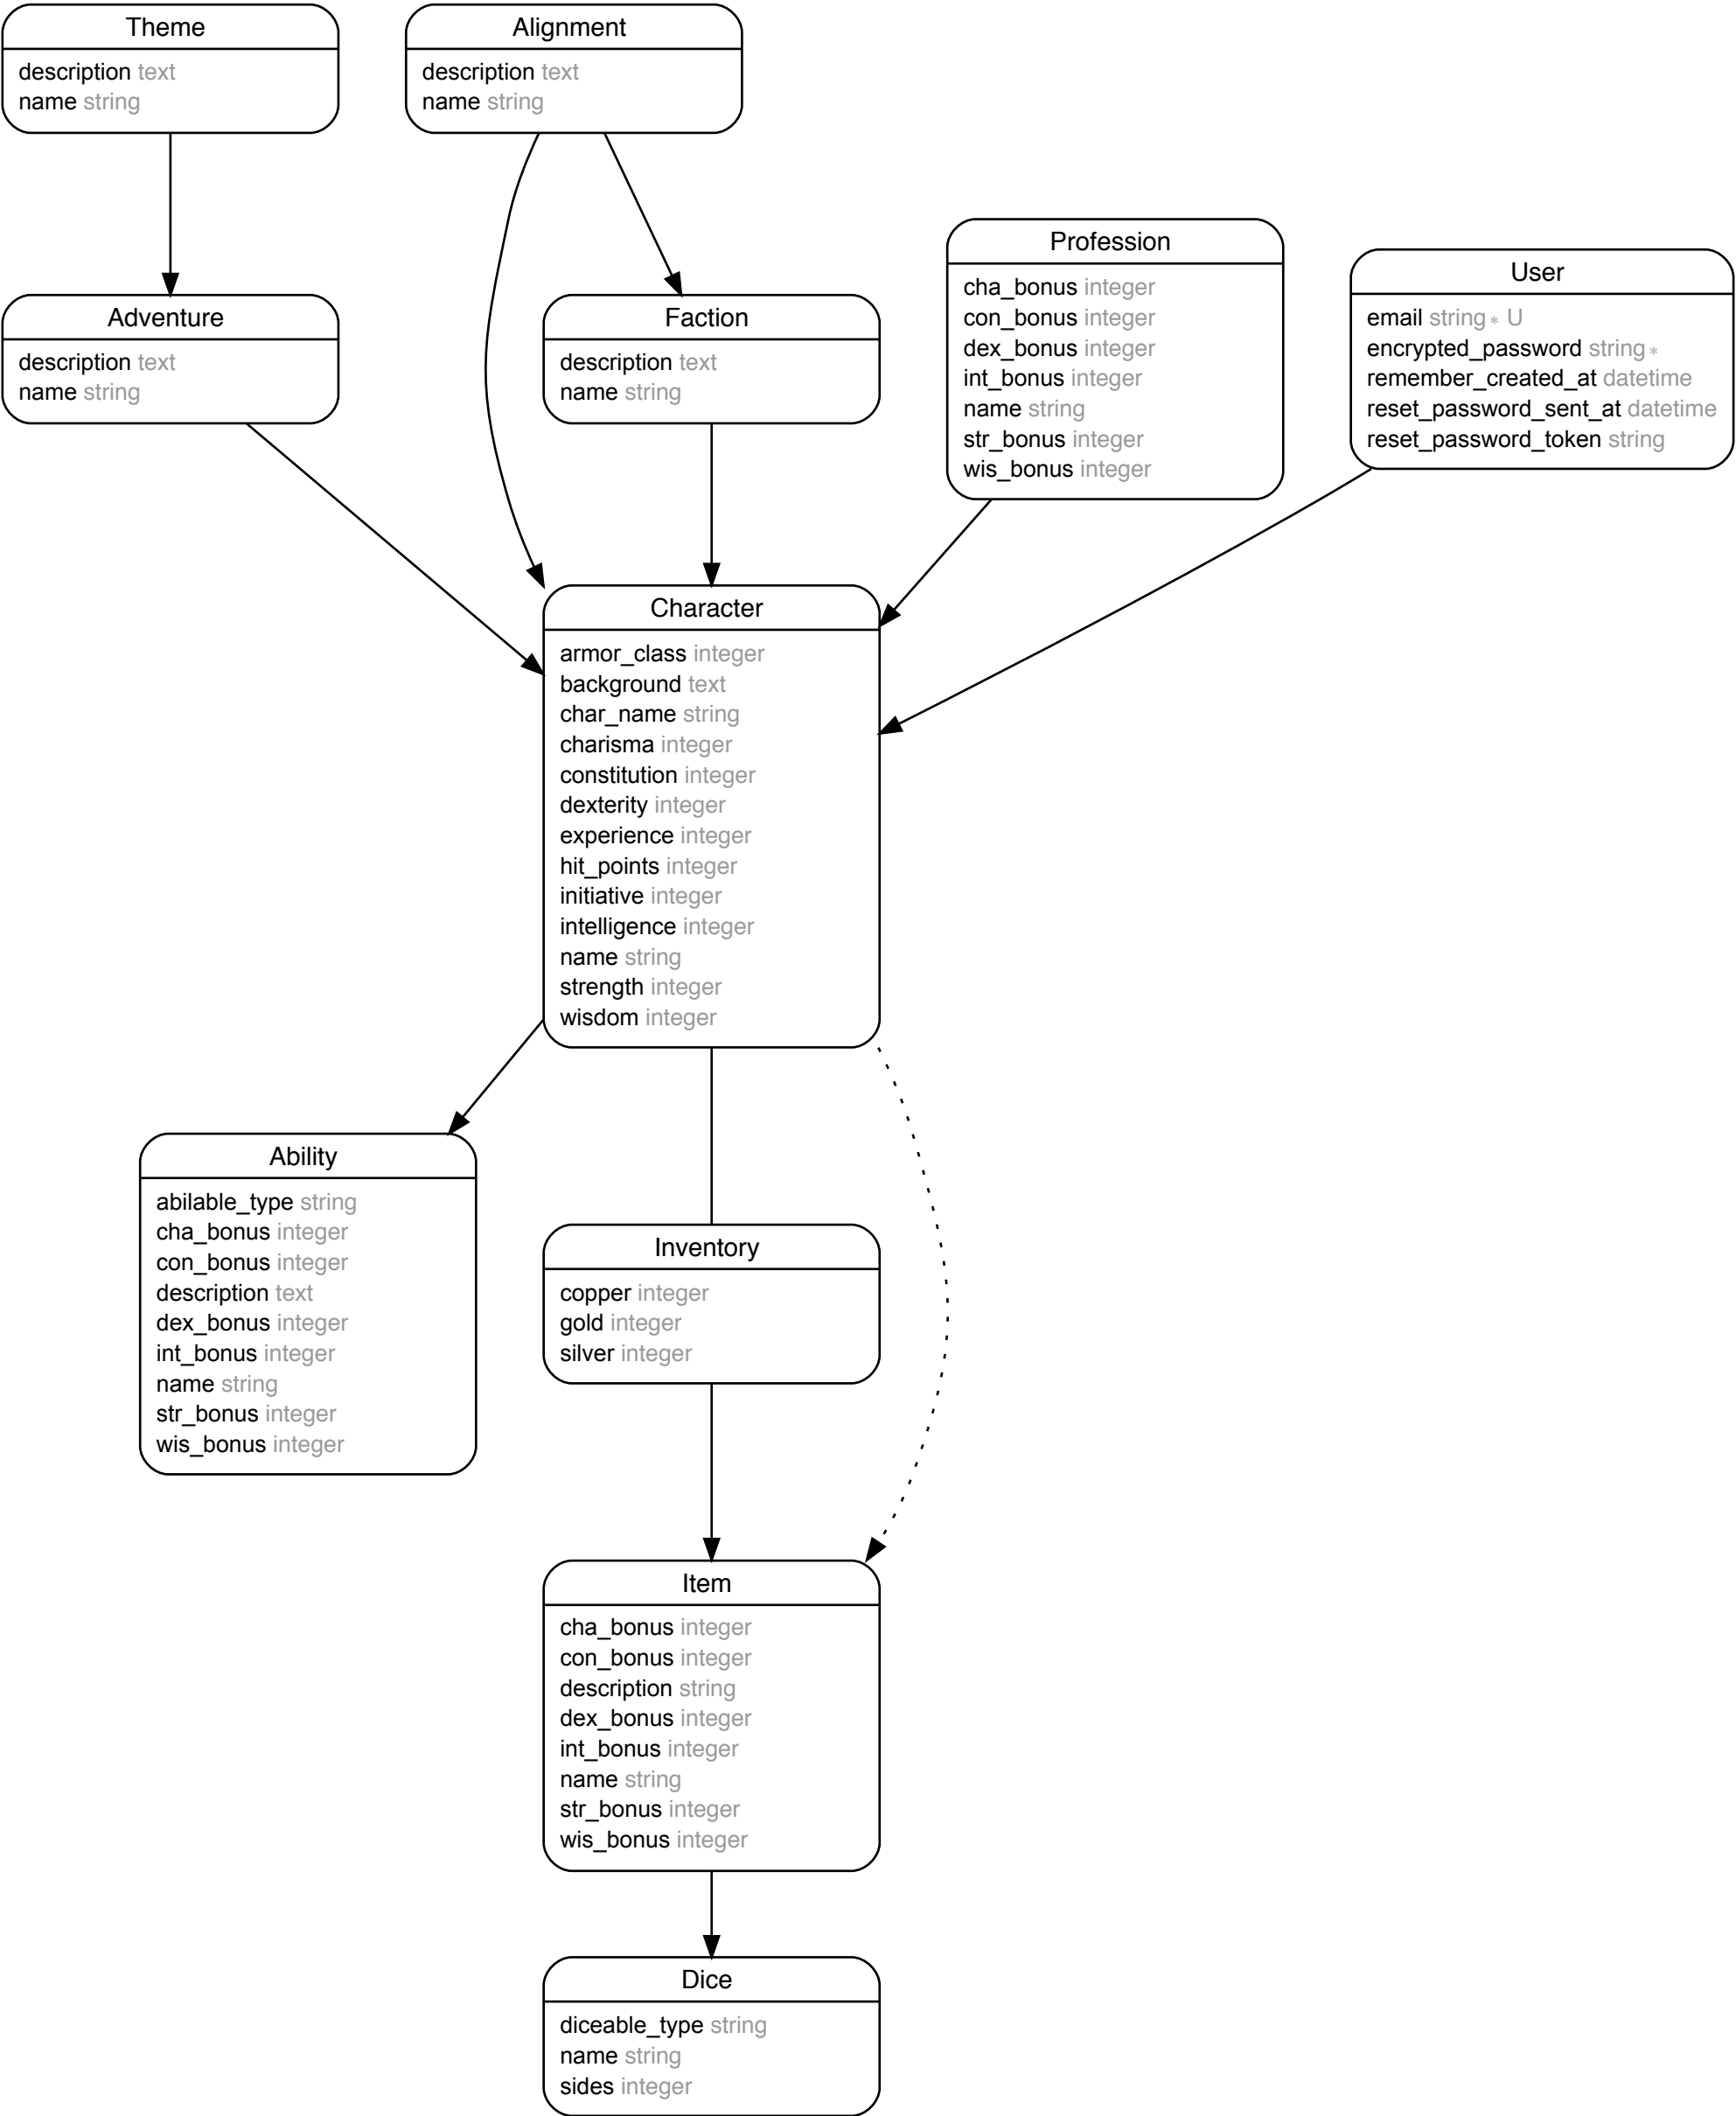 Theme
description text
name string
Alignment
description text
name string
Profession
cha_bonus integer
con_bonus integer
dex_bonus integer
int_bonus integer
name string
str_bonus integer
wis_bonus integer
User
email string∗ U
encrypted_password string∗
remember_created_at datetime
reset_password_sent_at datetime
reset_password_token string
Adventure
description text
name string
Faction
description text
name string
Character
armor_class integer
background text
char_name string
charisma integer
constitution integer
dexterity integer
experience integer
hit_points integer
initiative integer
intelligence integer
name string
strength integer
wisdom integer
Ability
abilable_type string
cha_bonus integer
con_bonus integer
description text
dex_bonus integer
int_bonus integer
name string
str_bonus integer
wis_bonus integer
Inventory
copper integer
gold integer
silver integer
Item
cha_bonus integer
con_bonus integer
description string
dex_bonus integer
int_bonus integer
name string
str_bonus integer
wis_bonus integer
Dice
diceable_type string
name string
sides integer